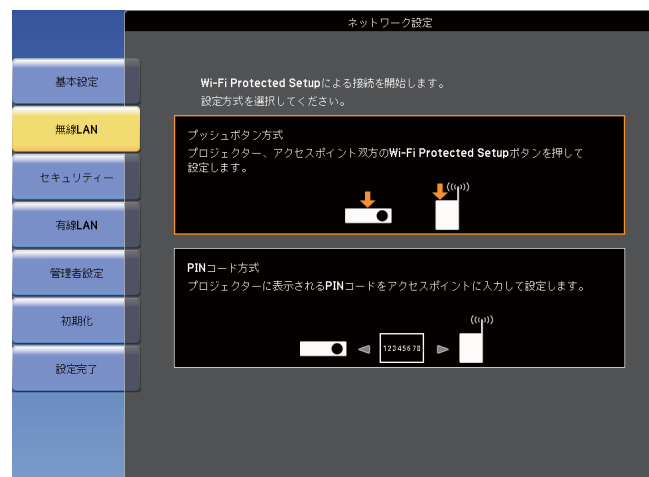 ネットワーク設定
基本設定
無線LAN
セキュリティー
有線LAN
管理者設定
初期化
設定完了
Wi-Fi Protected Setupによる接続を開始します。
設定方式を選択してください。
プッシュボタン方式
プロジェクター、アクセスポイント双方のWi-Fi Protected Setupボタンを押して
設定します。
PINコード方式
プロジェクターに表示されるPINコードをアクセスポイントに入力して設定します。
12345678